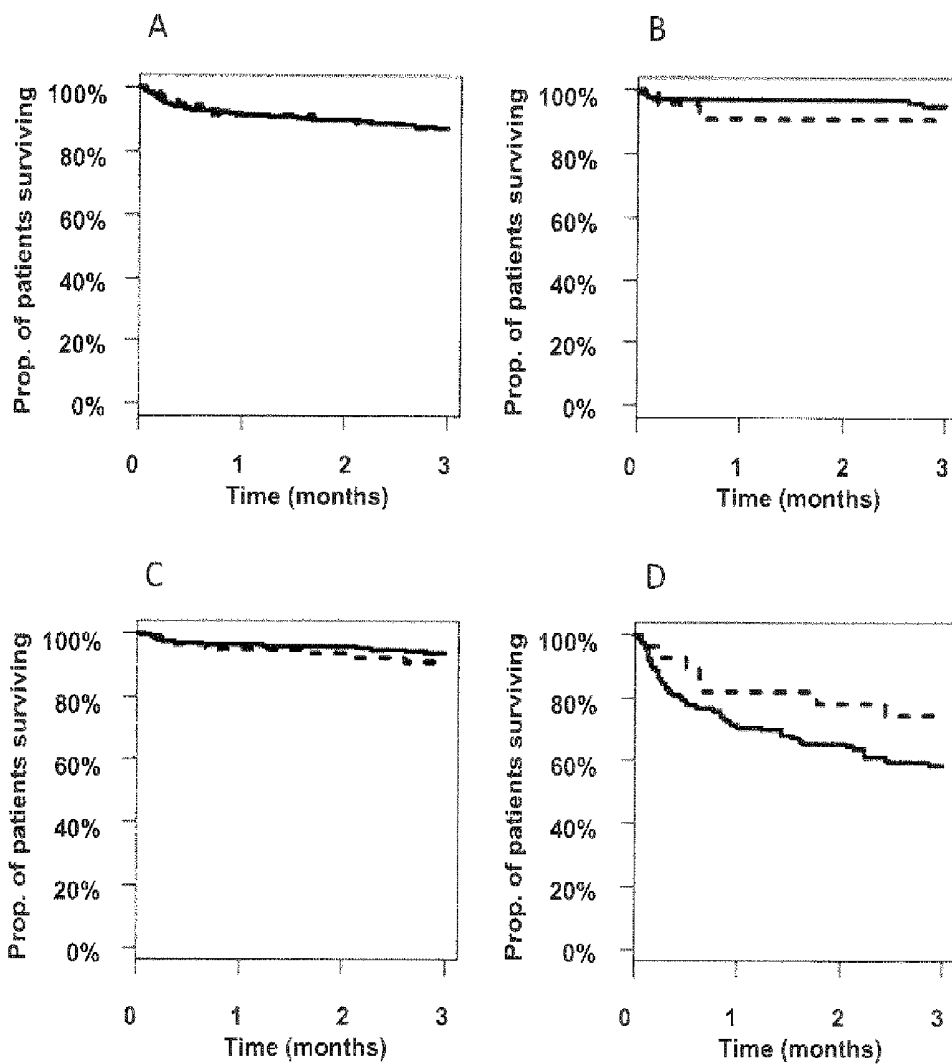 A
Prop. of patients surviving
100%
80%
60%
40%
20%
0%
0 1 2 3
Time (months)
B
Prop. of patients surviving
100%
80%
60%
40%
20%
0%
0 1 2 3
Time (months)
C
Prop. of patients surviving
100%
80%
60%
40%
20%
0%
0 1 2 3
Time (months)
D
Prop. of patients surviving
100%
80%
60%
40%
20%
0%
0 1 2 3
Time (months)